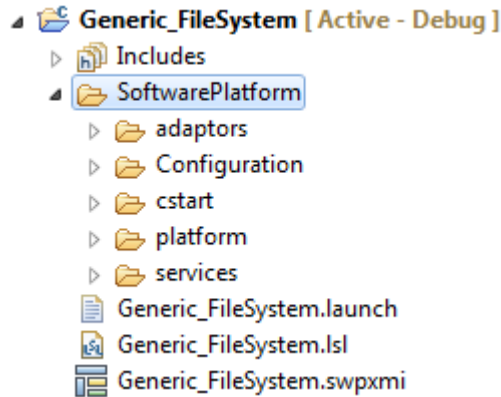 Generic_FileSystem [ Active - Debug ]
Includes
SoftwarePlatform
adaptors
Configuration
cstart
platform
services
Generic_FileSystem.launch
Generic_FileSystem.lsl
Generic_FileSystem.swpxmi